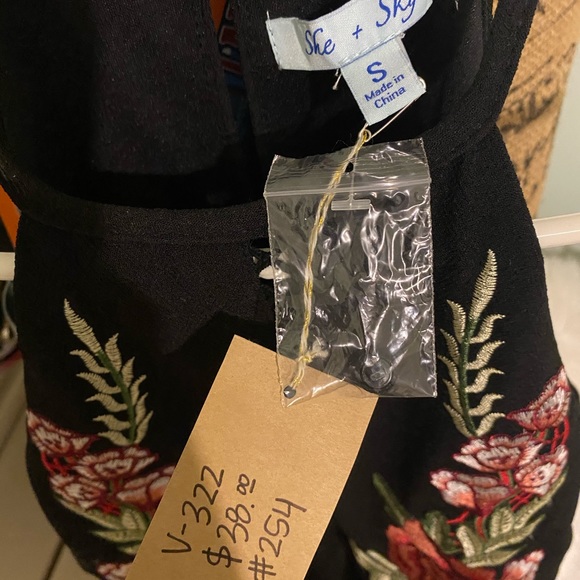 She + Sky
S
Made in
China
V-322
$38.00
#254